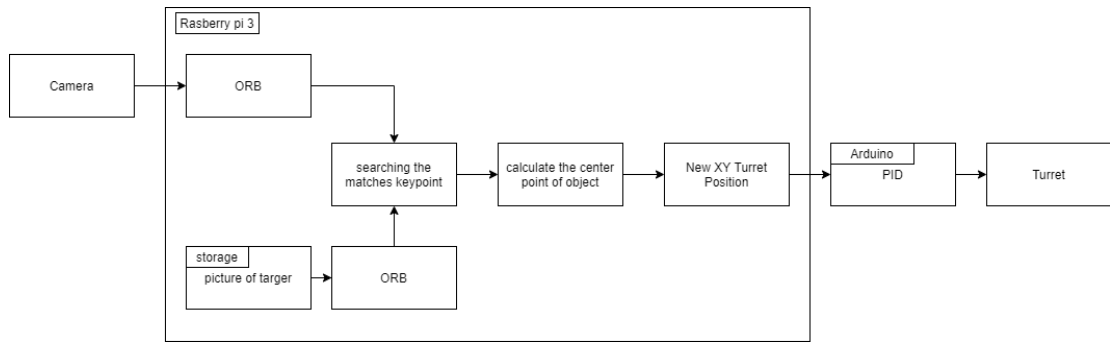 Rasberry pi 3
Camera
ORB
searching the
matches keypoint
calculate the center
point of object
New XY Turret
Position
Arduino
PID
Turret
storage
picture of targer
ORB